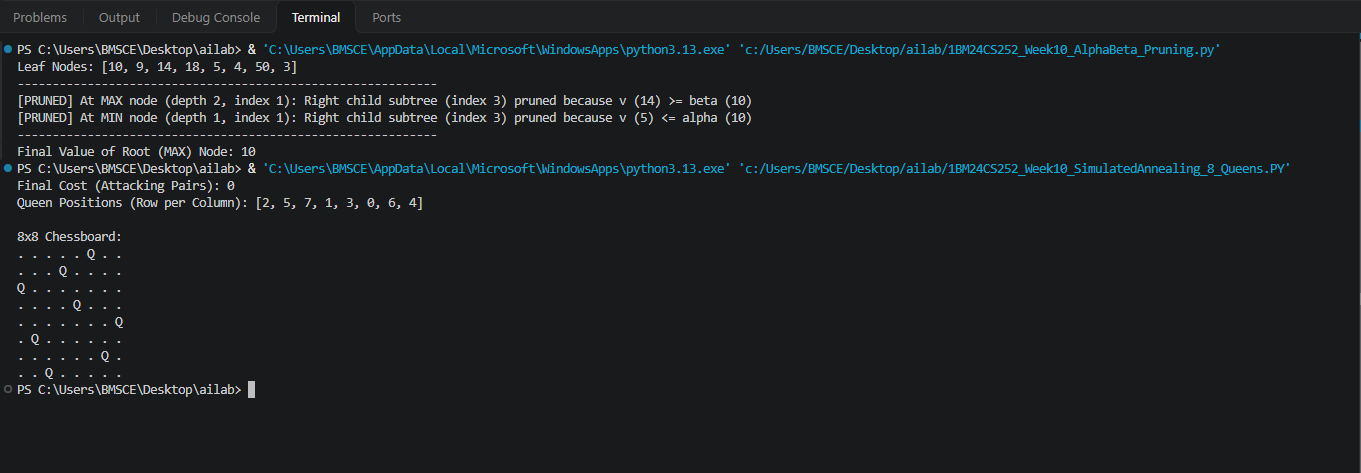 Problems Output Debug Console Terminal Ports
PS C:\Users\BMSCE\Desktop\ailab> & 'C:\Users\BMSCE\AppData\Local\Microsoft\WindowsApps\python3.13.exe' 'c:/Users/BMSCE/Desktop/ailab/1BM24CS252_Week10_AlphaBeta_Pruning.py'
Leaf Nodes: [10, 9, 14, 18, 5, 4, 50, 3]
------------------------------------------------------------
[PRUNED] At MAX node (depth 2, index 1): Right child subtree (index 3) pruned because v (14) >= beta (10)
[PRUNED] At MIN node (depth 1, index 1): Right child subtree (index 3) pruned because v (5) <= alpha (10)
------------------------------------------------------------
Final Value of Root (MAX) Node: 10
PS C:\Users\BMSCE\Desktop\ailab> & 'C:\Users\BMSCE\AppData\Local\Microsoft\WindowsApps\python3.13.exe' 'c:/Users/BMSCE/Desktop/ailab/1BM24CS252_Week10_SimulatedAnnealing_8_Queens.PY'
Final Cost (Attacking Pairs): 0
Queen Positions (Row per Column): [2, 5, 7, 1, 3, 0, 6, 4]
8x8 Chessboard:
. . . . . Q . .
. . . Q . . . .
Q . . . . . . .
. . . . Q . . .
. . . . . . . Q
. Q . . . . . .
. . . . . . Q .
. . Q . . . . .
PS C:\Users\BMSCE\Desktop\ailab>